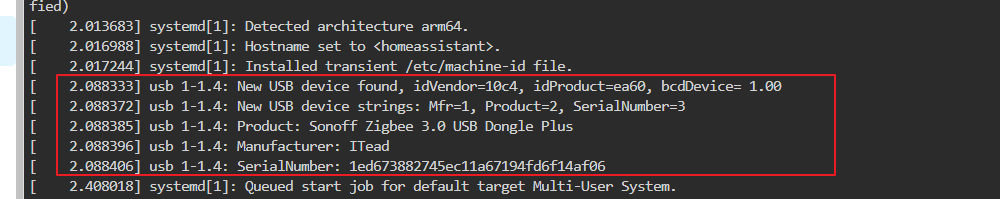 fied)
[    2.013683] systemd[1]: Detected architecture arm64.
[    2.016988] systemd[1]: Hostname set to <homeassistant>.
[    2.017244] systemd[1]: Installed transient /etc/machine-id file.
[    2.088333] usb 1-1.4: New USB device found, idVendor=10c4, idProduct=ea60, bcdDevice= 1.00
[    2.088372] usb 1-1.4: New USB device strings: Mfr=1, Product=2, SerialNumber=3
[    2.088385] usb 1-1.4: Product: Sonoff Zigbee 3.0 USB Dongle Plus
[    2.088396] usb 1-1.4: Manufacturer: ITead
[    2.088406] usb 1-1.4: SerialNumber: 1ed673882745ec11a67194fd6f14af06
[    2.408018] systemd[1]: Queued start job for default target Multi-User System.